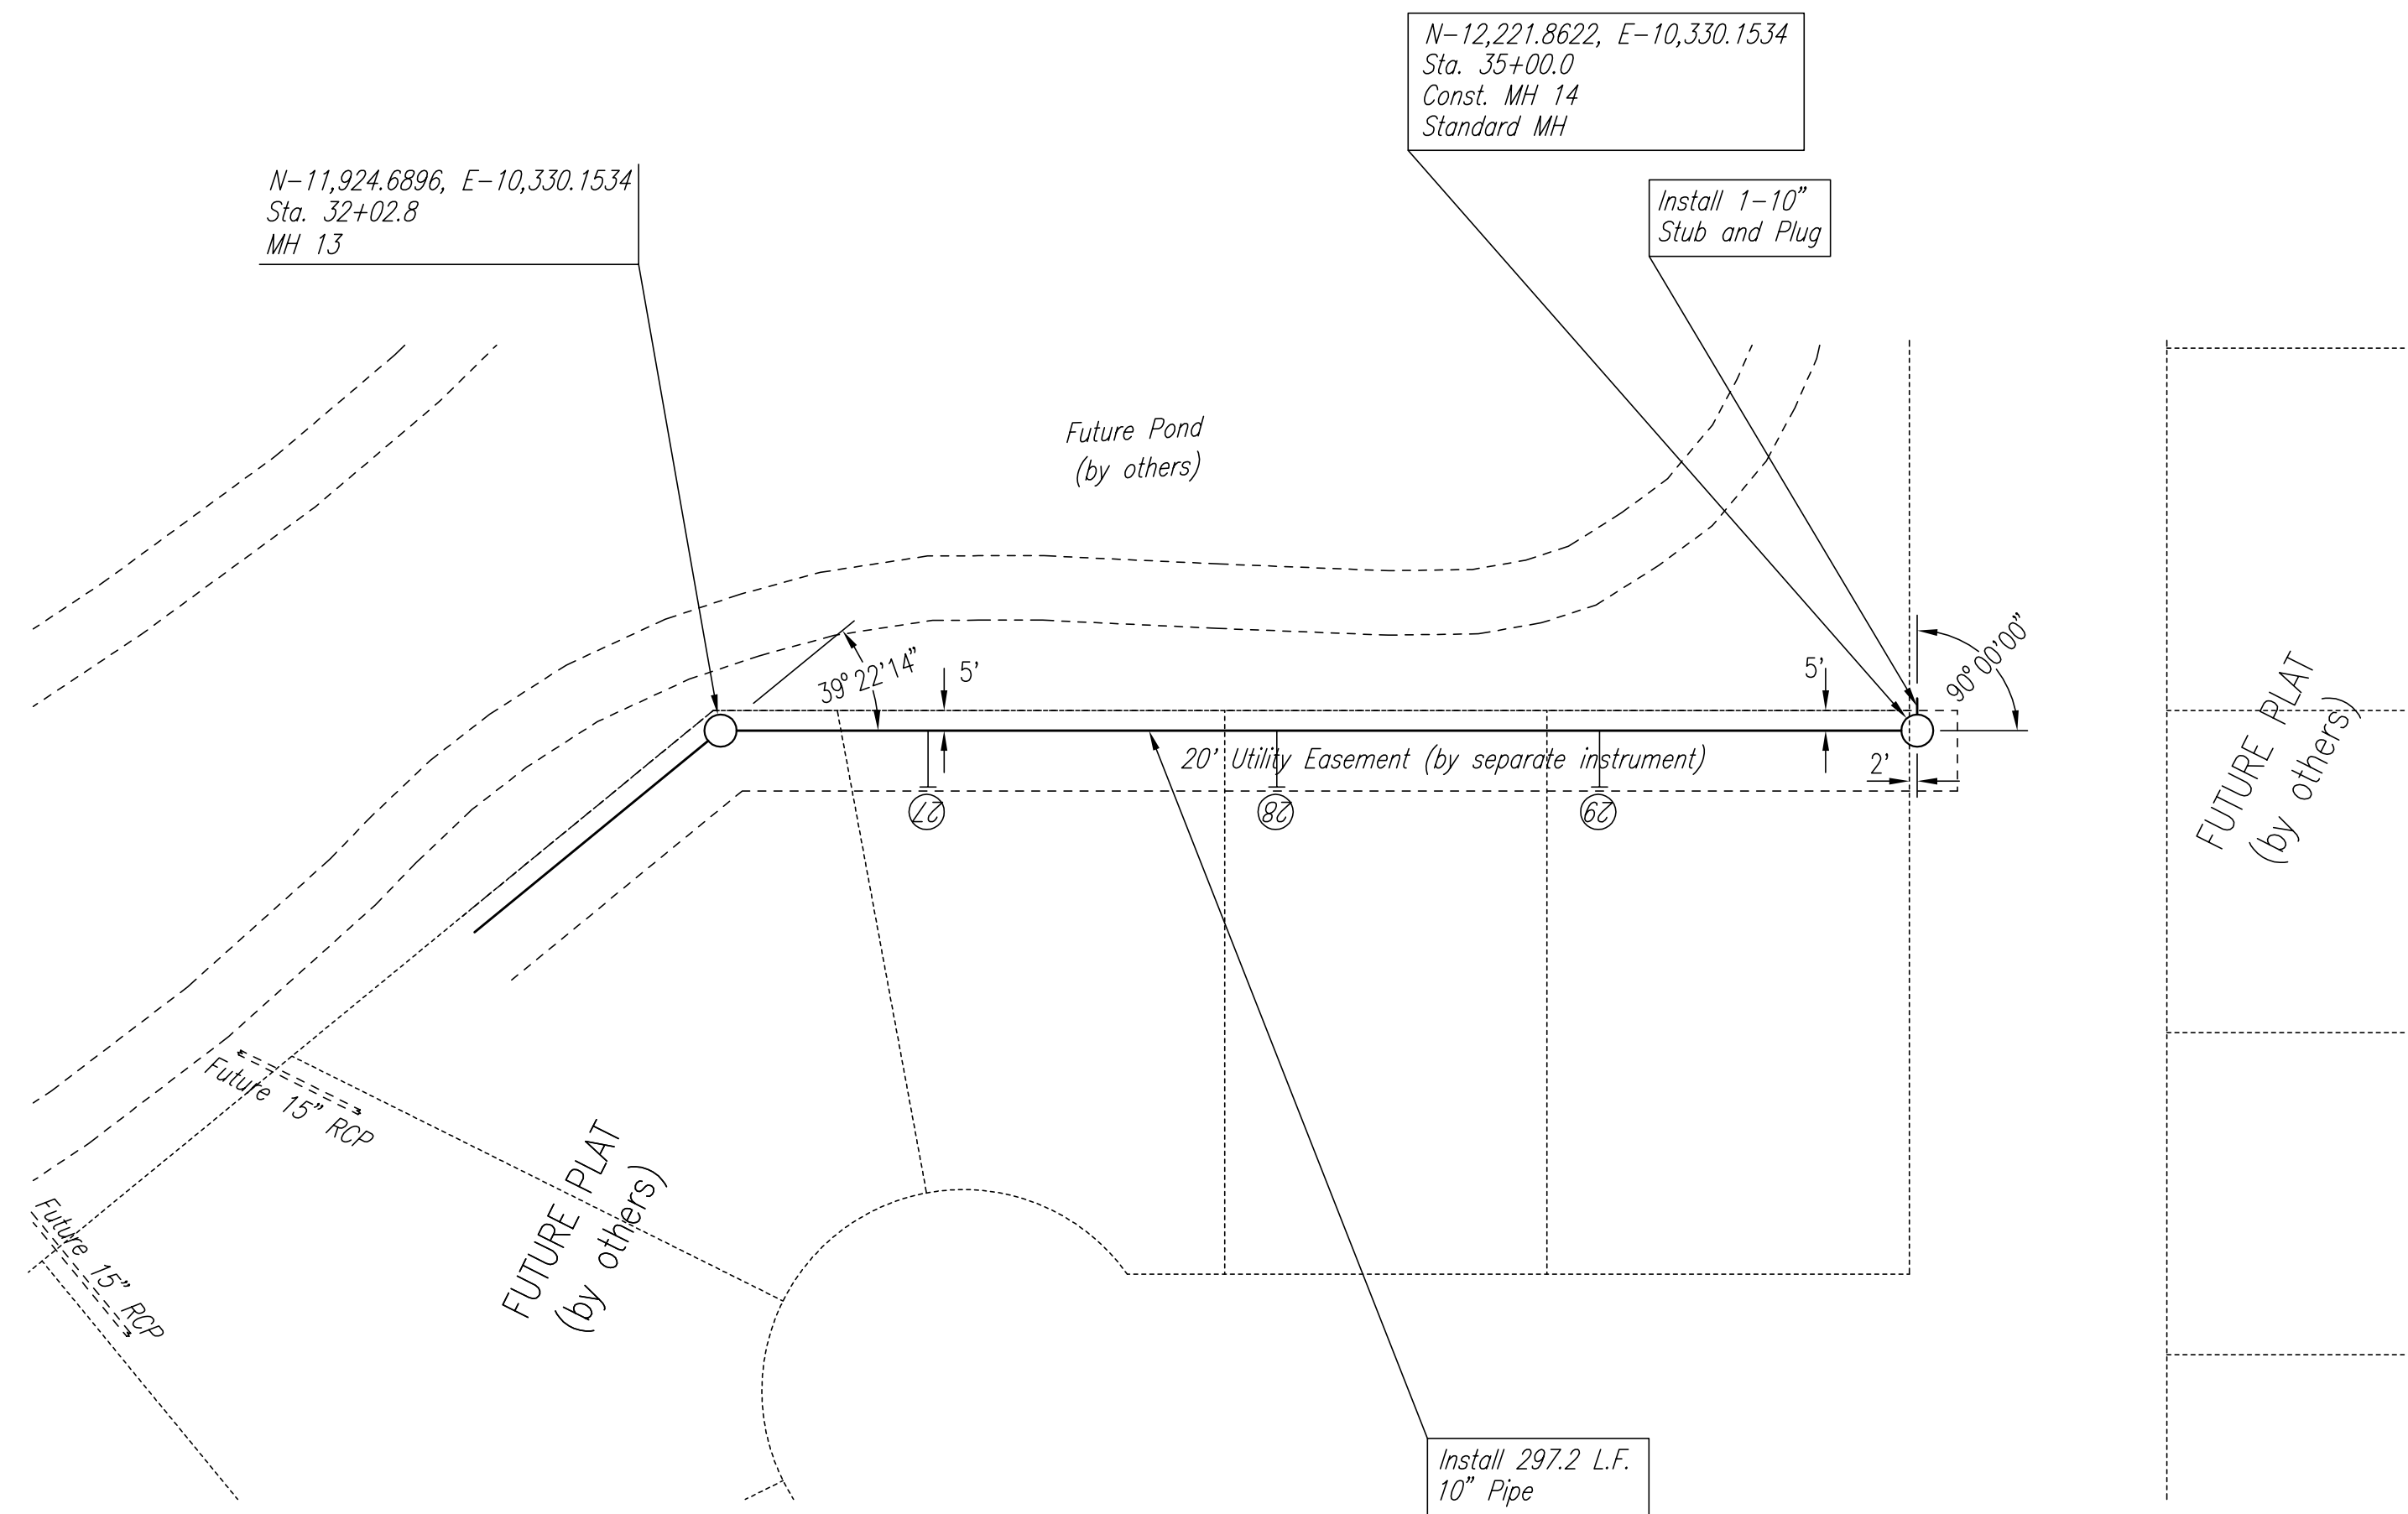 N-12,221.8622, E-10,330.1534
Sta. 35+00.0
Const. MH 14
Standard MH
N-11,924.6896, E-10,330.1534
Sta. 32+02.8
MH 13
Install 1-10"
Stub and Plug
Future Pond
(by others)
39°22'14"
5'
5'
90°00'00"
20' Utility Easement (by separate instrument)
2'
27
28
29
FUTURE PLAT
(by others)
Future 15" RCP
FUTURE PLAT
(by others)
Future 15" RCP
Install 297.2 L.F.
10" Pipe